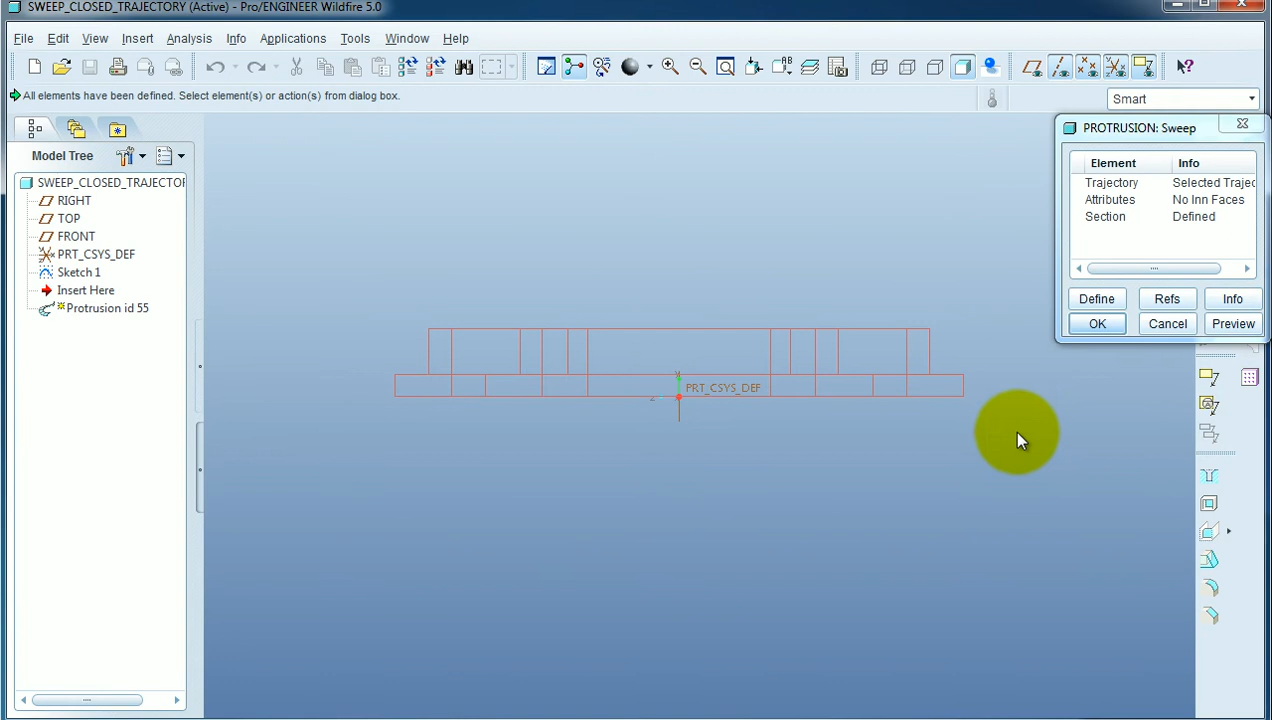 SWEEP_CLOSED_TRAJECTORY (Active) - Pro/ENGINEER Wildfire 5.0
File Edit View Insert Analysis Info Applications Tools Window Help
All elements have been defined. Select element(s) or action(s) from dialog box.
Smart
Model Tree
SWEEP_CLOSED_TRAJECTOR
RIGHT
TOP
FRONT
PRT_CSYS_DEF
Sketch 1
Insert Here
Protrusion id 55
PROTRUSION: Sweep
Element Info
Trajectory Selected Trajec
Attributes No Inn Faces
Section Defined
Define Refs Info
OK Cancel Preview
Y
PRT_CSYS_DEF
Z